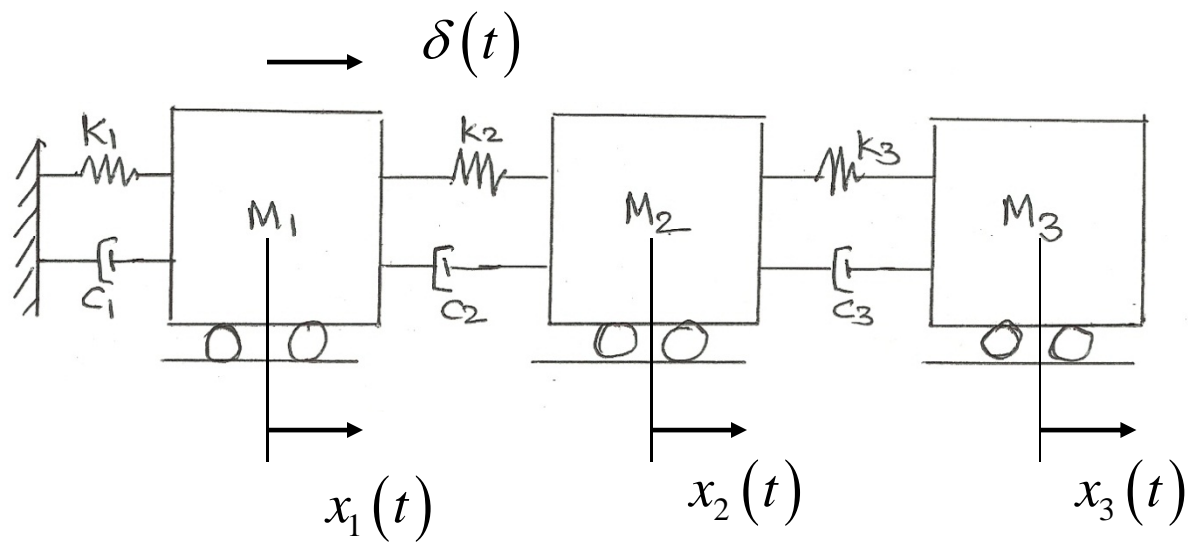 δ(t)
K1 K2 K3
M1 M2 M3
C1 C2 C3
x1(t) x2(t) x3(t)